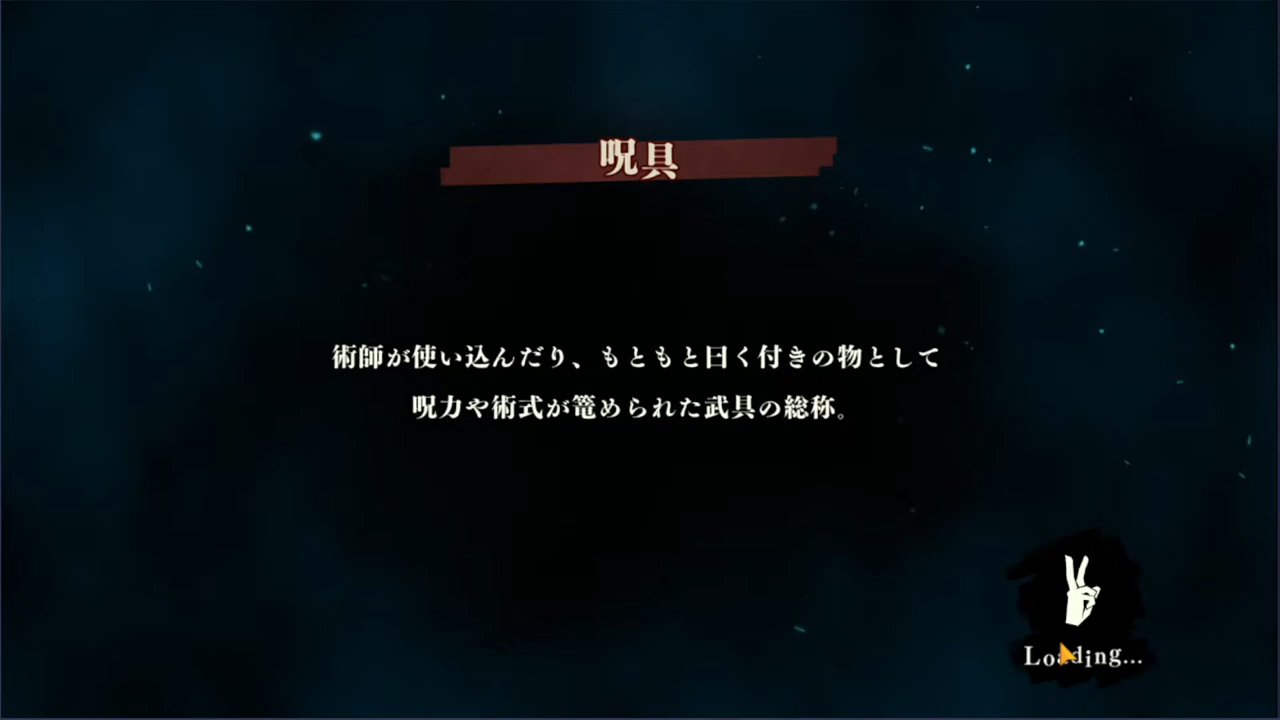 呪具
術師が使い込んだり、もともと曰く付きの物として
呪力や術式が篭められた武具の総称。
Loading...